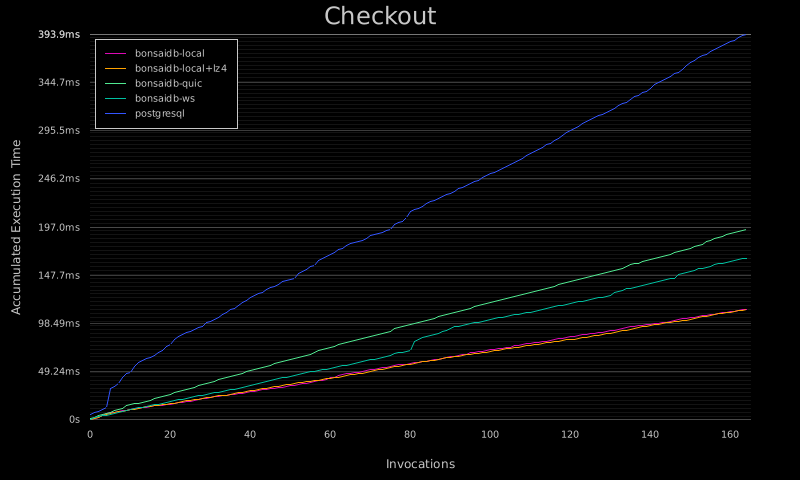 Checkout
393.9ms
344.7ms
295.5ms
246.2ms
197.0ms
147.7ms
98.49ms
49.24ms
0s
Accumulated Execution Time
bonsaidb-local
bonsaidb-local+lz4
bonsaidb-quic
bonsaidb-ws
postgresql
0 20 40 60 80 100 120 140 160
Invocations